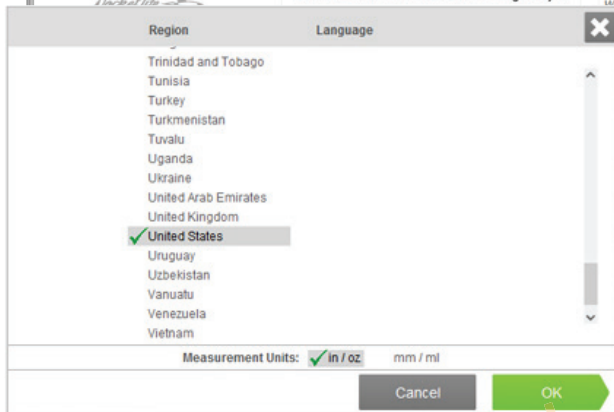 Region Language
Trinidad and Tobago
Tunisia
Turkey
Turkmenistan
Tuvalu
Uganda
Ukraine
United Arab Emirates
United Kingdom
United States
Uruguay
Uzbekistan
Vanuatu
Venezuela
Vietnam
Measurement Units: in / oz mm / ml
Cancel OK